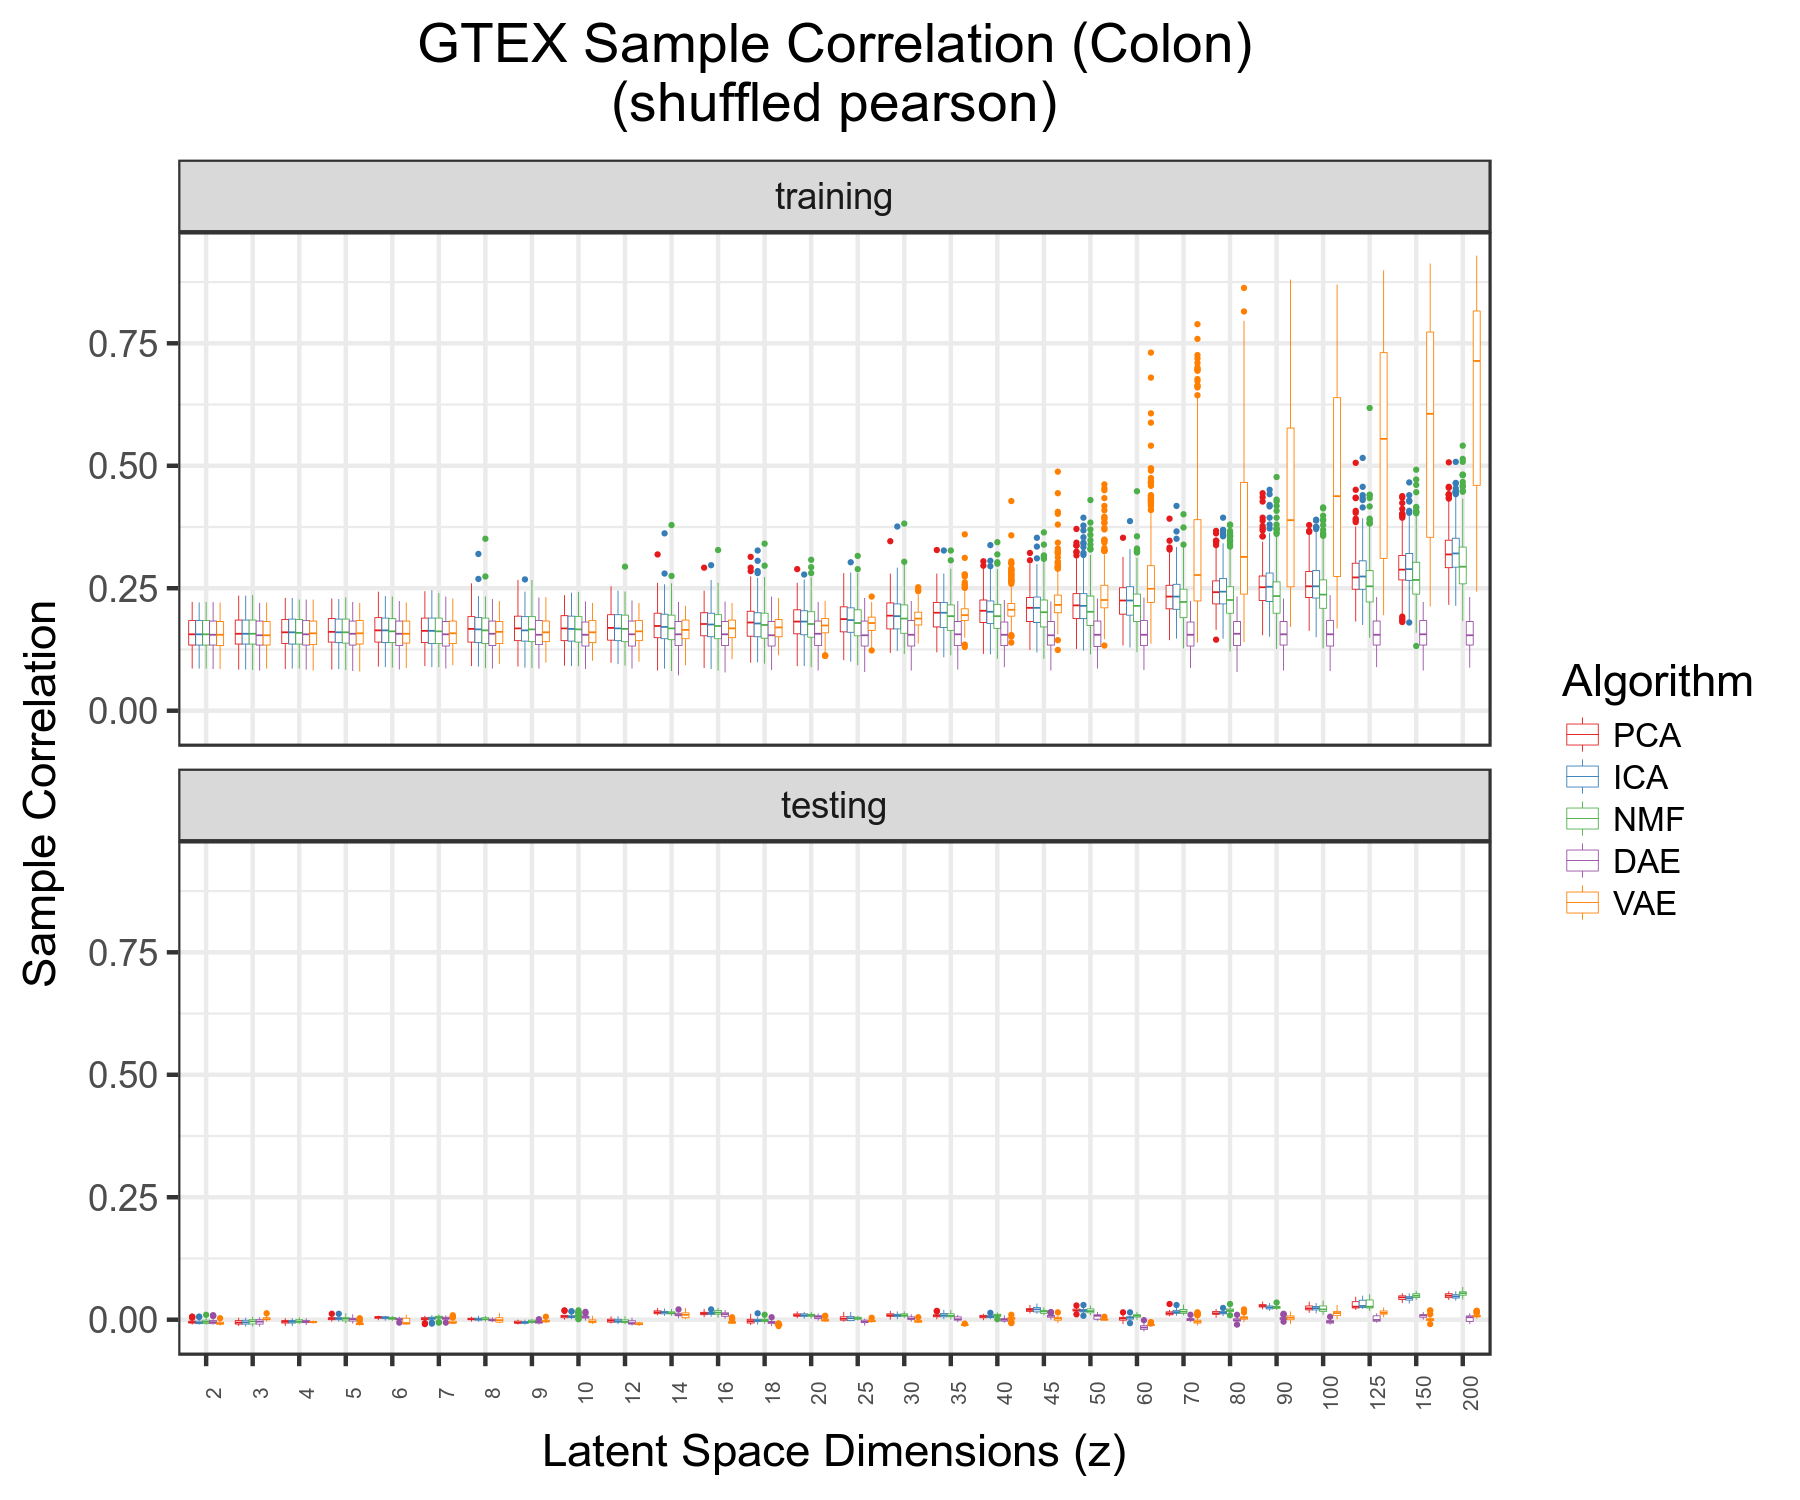 GTEX Sample Correlation (Colon)
(shuffled pearson)
training
0.75
0.50
0.25
0.00
testing
0.75
0.50
0.25
0.00
Sample Correlation
2 3 4 5 6 7 8 9 10 12 14 16 18 20 25 30 35 40 45 50 60 70 80 90 100 125 150 200
Latent Space Dimensions (z)
Algorithm
PCA
ICA
NMF
DAE
VAE